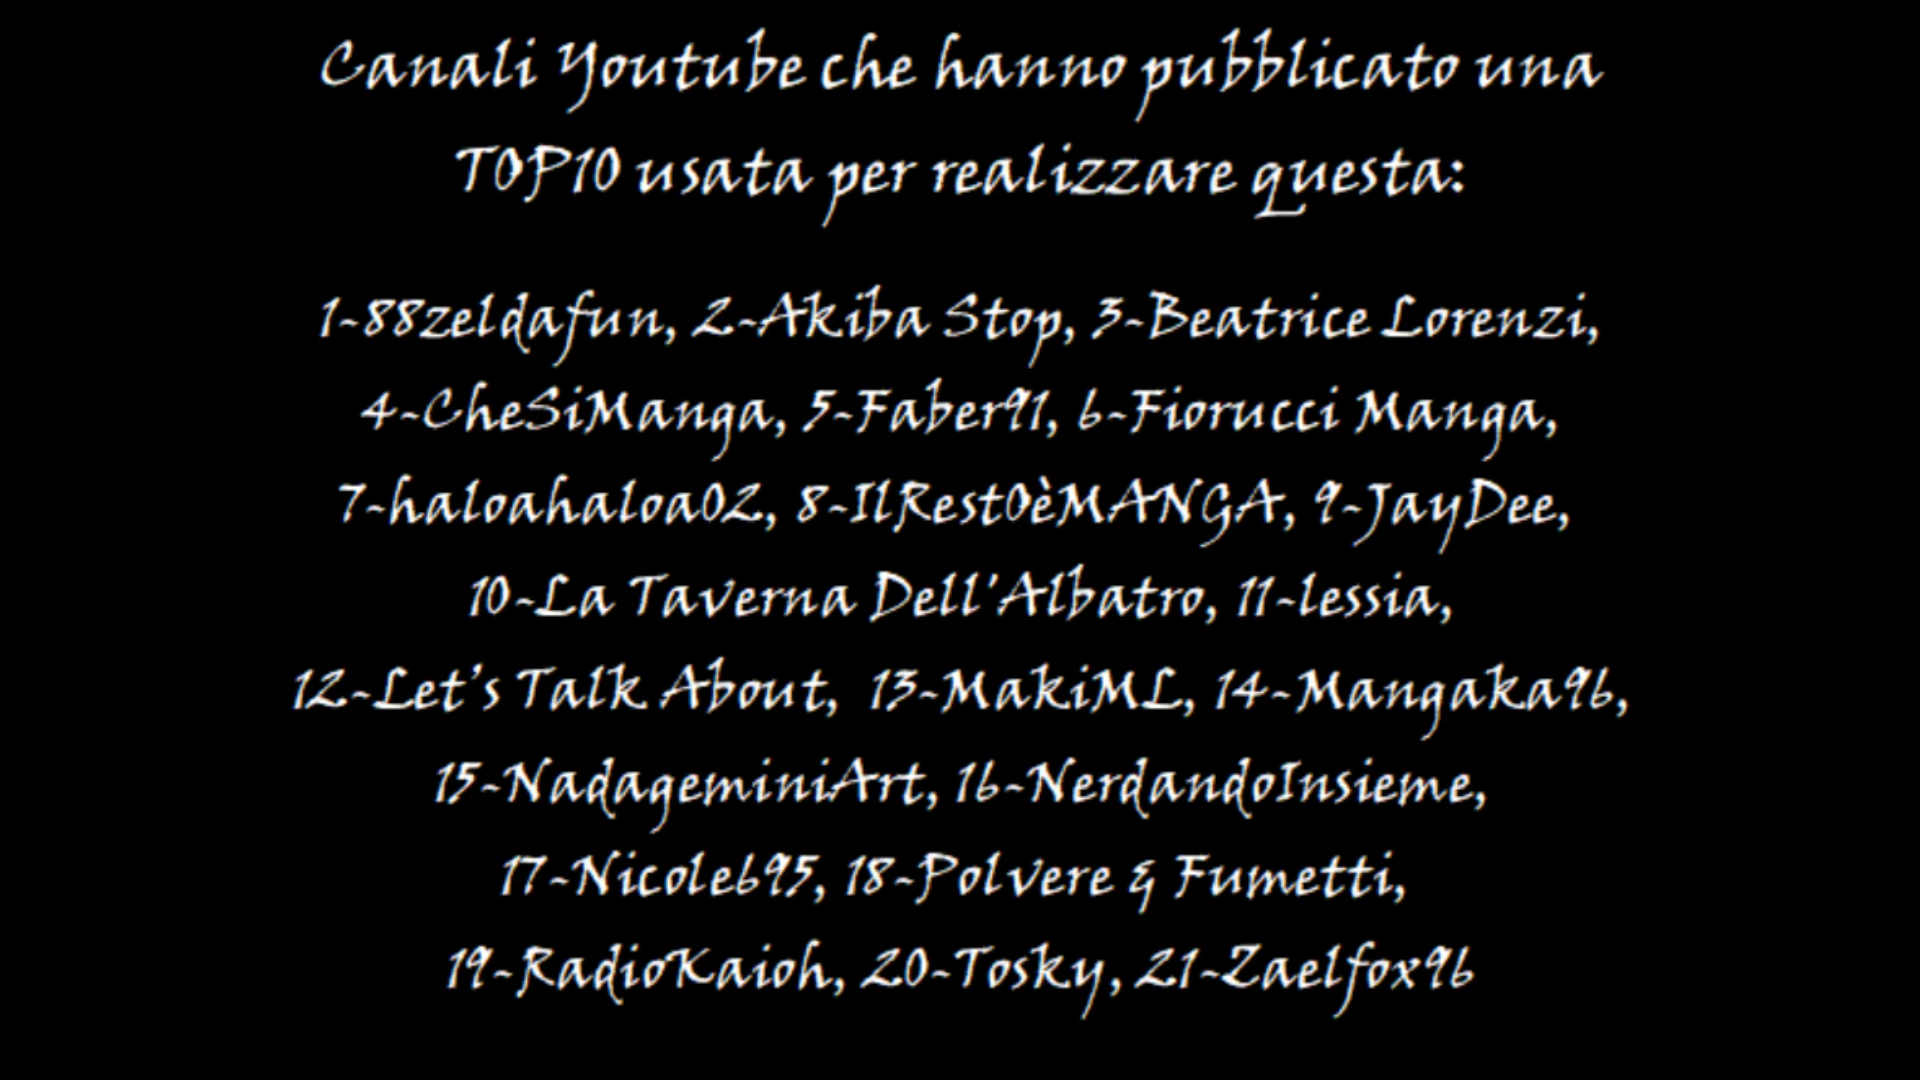 Canali Youtube che hanno pubblicato una
TOP10 usata per realizzare questa:
1-88zeldafun, 2-Akiba Stop, 3-Beatrice Lorenzi,
4-CheSiManga, 5-Faber91, 6-Fiorucci Manga,
7-haloahaloa02, 8-IlRestOèMANGA, 9-JayDee,
10-La Taverna Dell'Albatro, 11-lessia,
12-Let's Talk About, 13-MakiML, 14-Mangaka96,
15-NadageminiArt, 16-NerdandoInsieme,
17-Nicole695, 18-Polvere & Fumetti,
19-RadioKaioh, 20-Tosky, 21-Zaelfox96